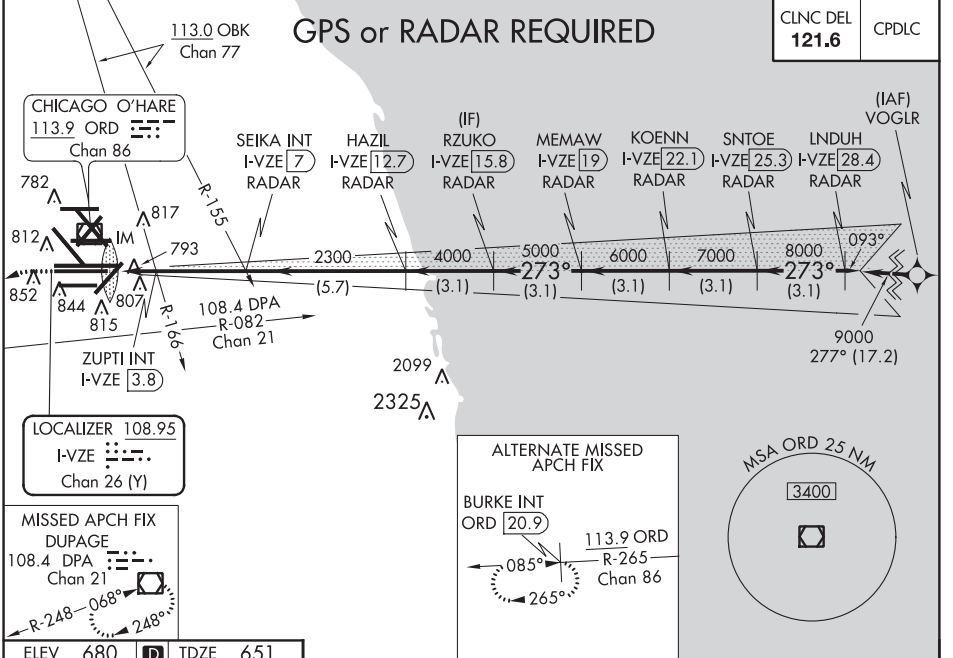 GPS or RADAR REQUIRED
CLNC DEL
121.6
CPDLC
113.0 OBK
Chan 77
CHICAGO O'HARE
113.9 ORD
Chan 86
SEIKA INT
I-VZE 7
RADAR
HAZIL
I-VZE 12.7
RADAR
(IF)
RZUKO
I-VZE 15.8
RADAR
MEMAW
I-VZE 19
RADAR
KOENN
I-VZE 22.1
RADAR
SNTOE
I-VZE 25.3
RADAR
LNDUH
I-VZE 28.4
RADAR
(IAF)
VOGLR
782
817
R-155
812
IM
793
2300
4000
5000
6000
7000
8000
093°
273°
273°
(5.7)
(3.1)
(3.1)
(3.1)
(3.1)
(3.1)
852
844
807
815
R-166
108.4 DPA
R-082
Chan 21
9000
277° (17.2)
ZUPTI INT
I-VZE 3.8
2099
2325
LOCALIZER 108.95
I-VZE
Chan 26 (Y)
ALTERNATE MISSED
APCH FIX
BURKE INT
ORD 20.9
113.9 ORD
R-265
Chan 86
085°
265°
MSA ORD 25 NM
3400
MISSED APCH FIX
DUPAGE
108.4 DPA
Chan 21
R-248
068°
248°
ELEV 680 D TDZE 651